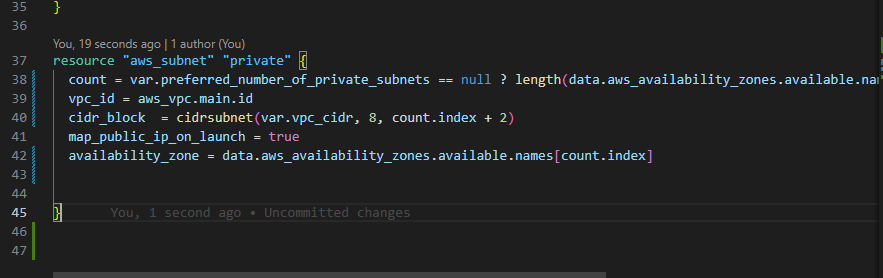 35 }
36
You, 19 seconds ago | 1 author (You)
37 resource "aws_subnet" "private" {
38 count = var.preferred_number_of_private_subnets == null ? length(data.aws_availability_zones.available.nam
39 vpc_id = aws_vpc.main.id
40 cidr_block  = cidrsubnet(var.vpc_cidr, 8, count.index + 2)
41 map_public_ip_on_launch = true
42 availability_zone = data.aws_availability_zones.available.names[count.index]
43
44
45 } You, 1 second ago • Uncommitted changes
46
47